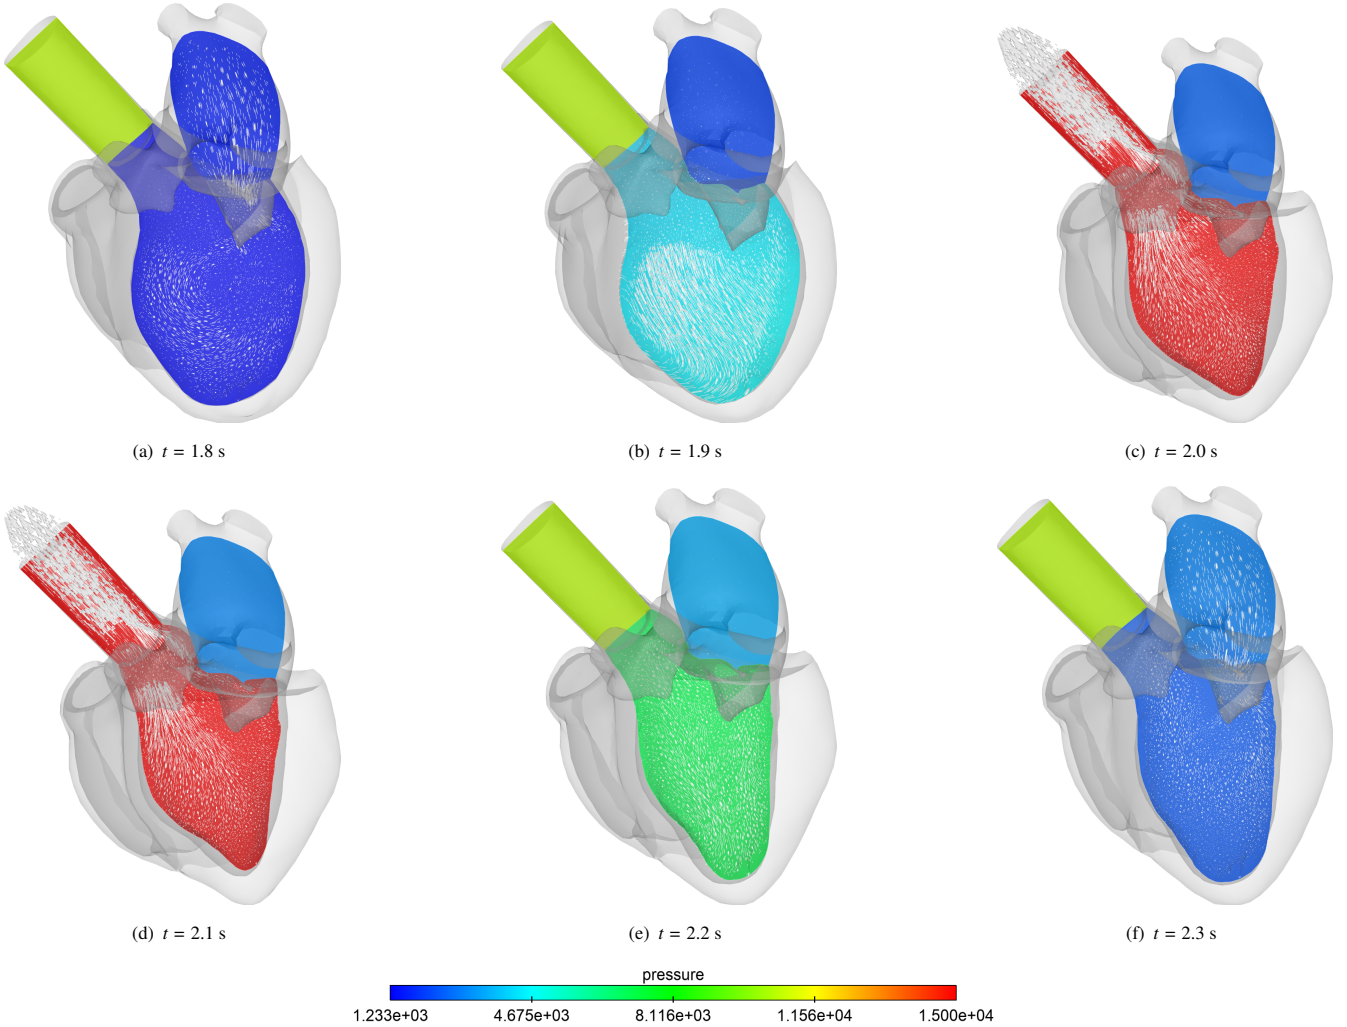 (a) t = 1.8 s
(b) t = 1.9 s
(c) t = 2.0 s
(d) t = 2.1 s
(e) t = 2.2 s
(f) t = 2.3 s
pressure
1.233e+03 4.675e+03 8.116e+03 1.156e+04 1.500e+04